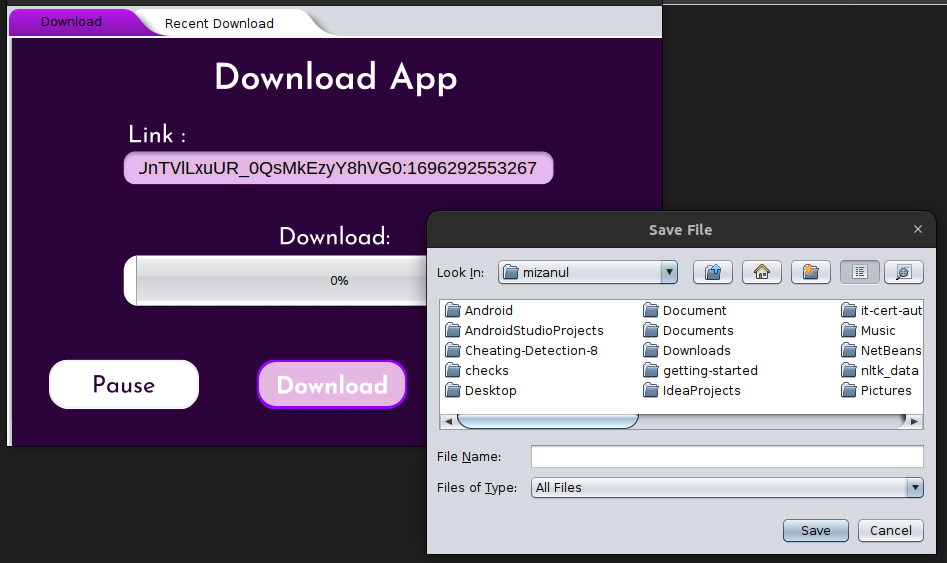 Download
Recent Download
Download App
Link :
JnTVlLxuUR_0QsMkEzyY8hVG0:1696292553267
Download:
0%
Pause
Download
Save File
Look In:
mizanul
Android
AndroidStudioProjects
Cheating-Detection-8
checks
Desktop
Document
Documents
Downloads
getting-started
IdeaProjects
it-cert-aut
Music
NetBeans
nltk_data
Pictures
File Name:
Files of Type:
All Files
Save
Cancel